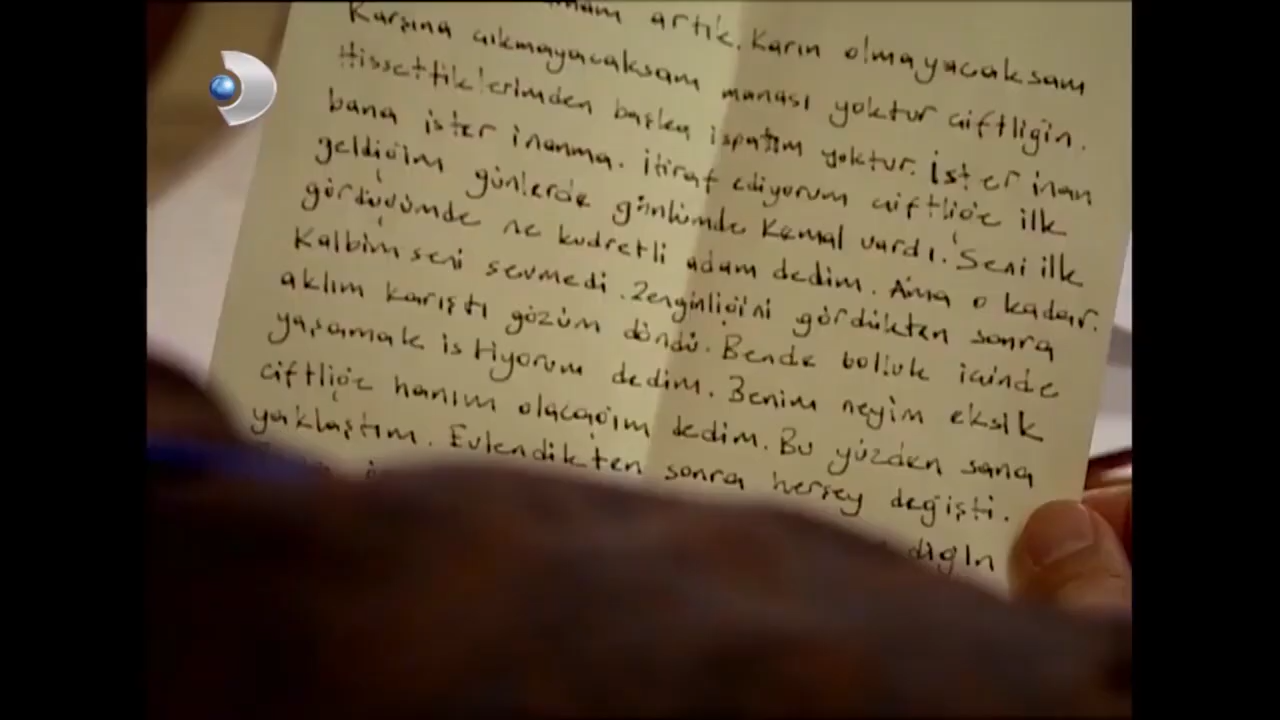 artık. Karın olmayacaksam
Karşına çıkmayacaksam manası yoktur çiftliğin.
Hissettiklerimden başka ispatım yoktur. İster inan
bana ister inanma. İtiraf ediyorum çiftliğe ilk
geldiğim günlerde gönlümde Kemal vardı. Seni ilk
gördüğümde ne kudretli adam dedim. Ama o kadar.
Kalbim seni sevmedi. Zenginliğini gördükten sonra
aklım karıştı gözüm döndü. Bende bolluk içinde
yaşamak istiyorum dedim. Benim neyim eksik
çiftliğe hanım olacağım dedim. Bu yüzden sana
yaklaştım. Evlendikten sonra herşey değişti.